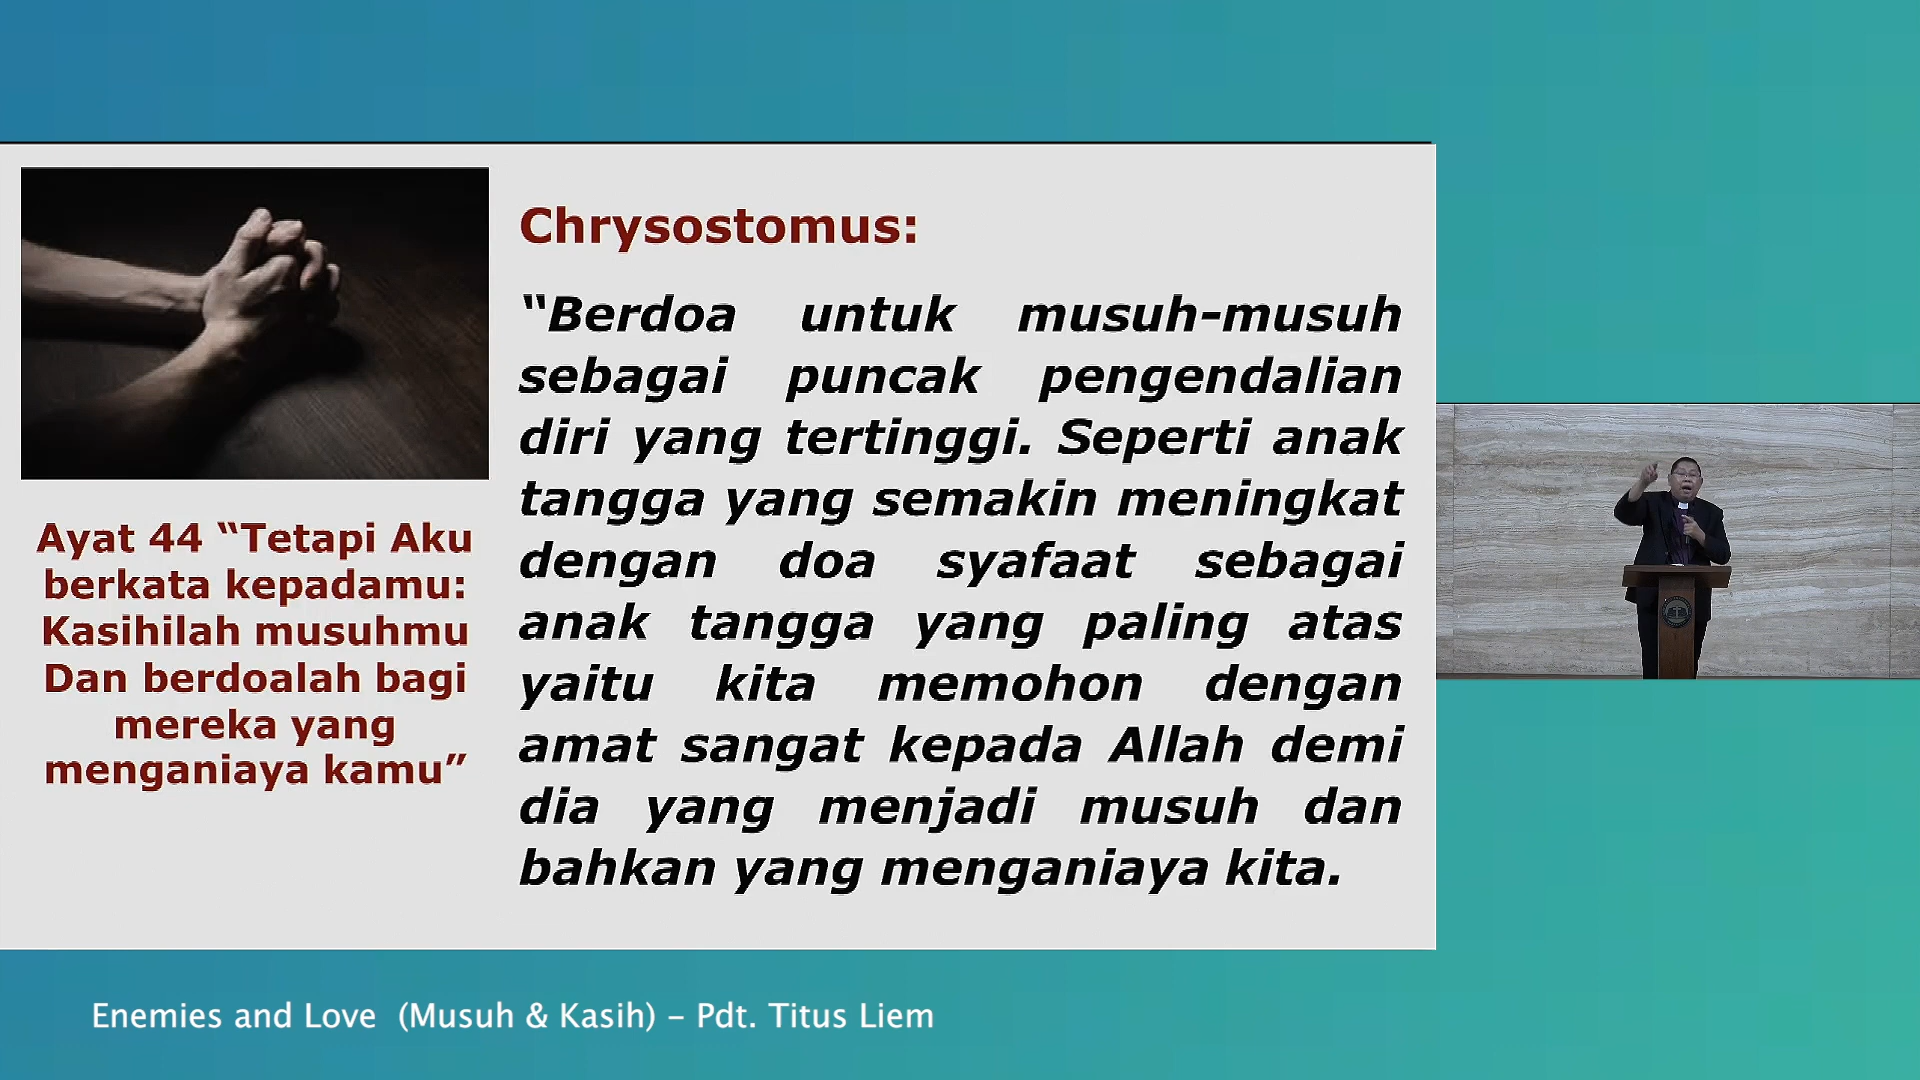 Chrysostomus:
“Berdoa untuk musuh-musuh
sebagai puncak pengendalian
diri yang tertinggi. Seperti anak
tangga yang semakin meningkat
dengan doa syafaat sebagai
anak tangga yang paling atas
yaitu kita memohon dengan
amat sangat kepada Allah demi
dia yang menjadi musuh dan
bahkan yang menganiaya kita.
Ayat 44 “Tetapi Aku
berkata kepadamu:
Kasihilah musuhmu
Dan berdoalah bagi
mereka yang
menganiaya kamu”
Enemies and Love (Musuh & Kasih) – Pdt. Titus Liem